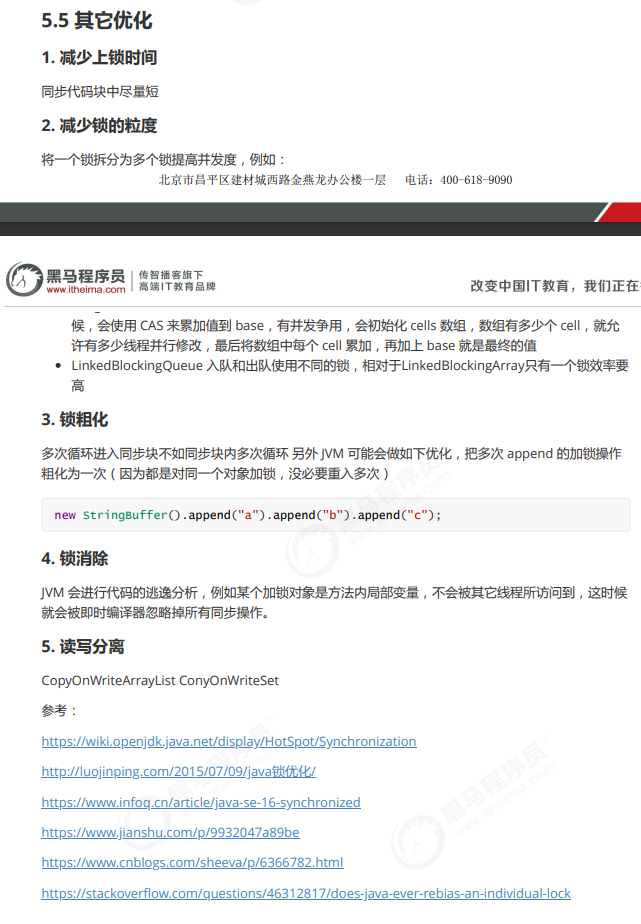 5.5 其它优化
1. 减少上锁时间
同步代码块中尽量短
2. 减少锁的粒度
将一个锁拆分为多个锁提高并发度，例如：
北京市昌平区建材城西路金燕龙办公楼一层 电话：400-618-9090
黑马程序员
www.itheima.com
传智播客旗下
高端IT教育品牌
改变中国IT教育，我们正在
候，会使用 CAS 来累加值到 base，有并发争用，会初始化 cells 数组，数组有多少个 cell，就允
许有多少线程并行修改，最后将数组中每个 cell 累加，再加上 base 就是最终的值
• LinkedBlockingQueue 入队和出队使用不同的锁，相对于LinkedBlockingArray只有一个锁效率要
高
3. 锁粗化
多次循环进入同步块不如同步块内多次循环 另外 JVM 可能会做如下优化，把多次 append 的加锁操作
粗化为一次（因为都是对同一个对象加锁，没必要重入多次）
new StringBuffer().append("a").append("b").append("c");
4. 锁消除
JVM 会进行代码的逃逸分析，例如某个加锁对象是方法内局部变量，不会被其它线程所访问到，这时候
就会被即时编译器忽略掉所有同步操作。
5. 读写分离
CopyOnWriteArrayList ConyOnWriteSet
参考：
https://wiki.openjdk.java.net/display/HotSpot/Synchronization
http://luojinping.com/2015/07/09/java锁优化/
https://www.infoq.cn/article/java-se-16-synchronized
https://www.jianshu.com/p/9932047a89be
https://www.cnblogs.com/sheeva/p/6366782.html
https://stackoverflow.com/questions/46312817/does-java-ever-rebias-an-individual-lock
黑马程序员
www.itheima.com